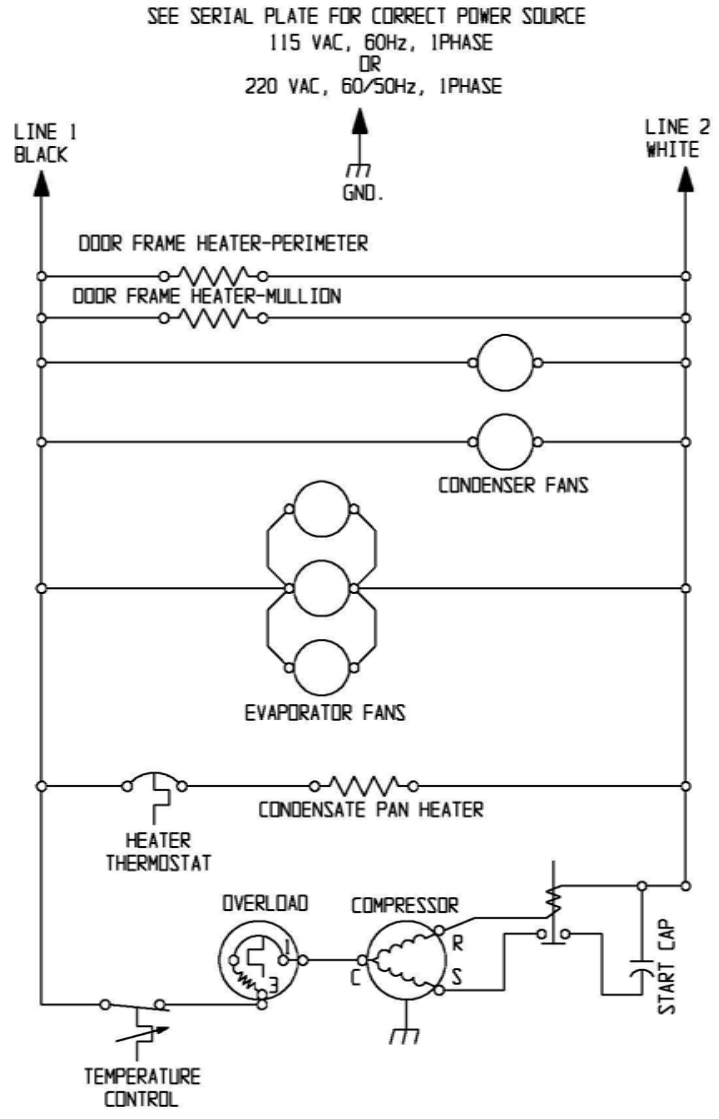 SEE SERIAL PLATE FOR CORRECT POWER SOURCE
115 VAC, 60Hz, 1PHASE
OR
220 VAC, 60/50Hz, 1PHASE
LINE 1
BLACK
LINE 2
WHITE
GND.
DOOR FRAME HEATER-PERIMETER
DOOR FRAME HEATER-MULLION
CONDENSER FANS
EVAPORATOR FANS
CONDENSATE PAN HEATER
HEATER
THERMOSTAT
OVERLOAD
COMPRESSOR
1
3
C
R
S
START CAP
TEMPERATURE
CONTROL